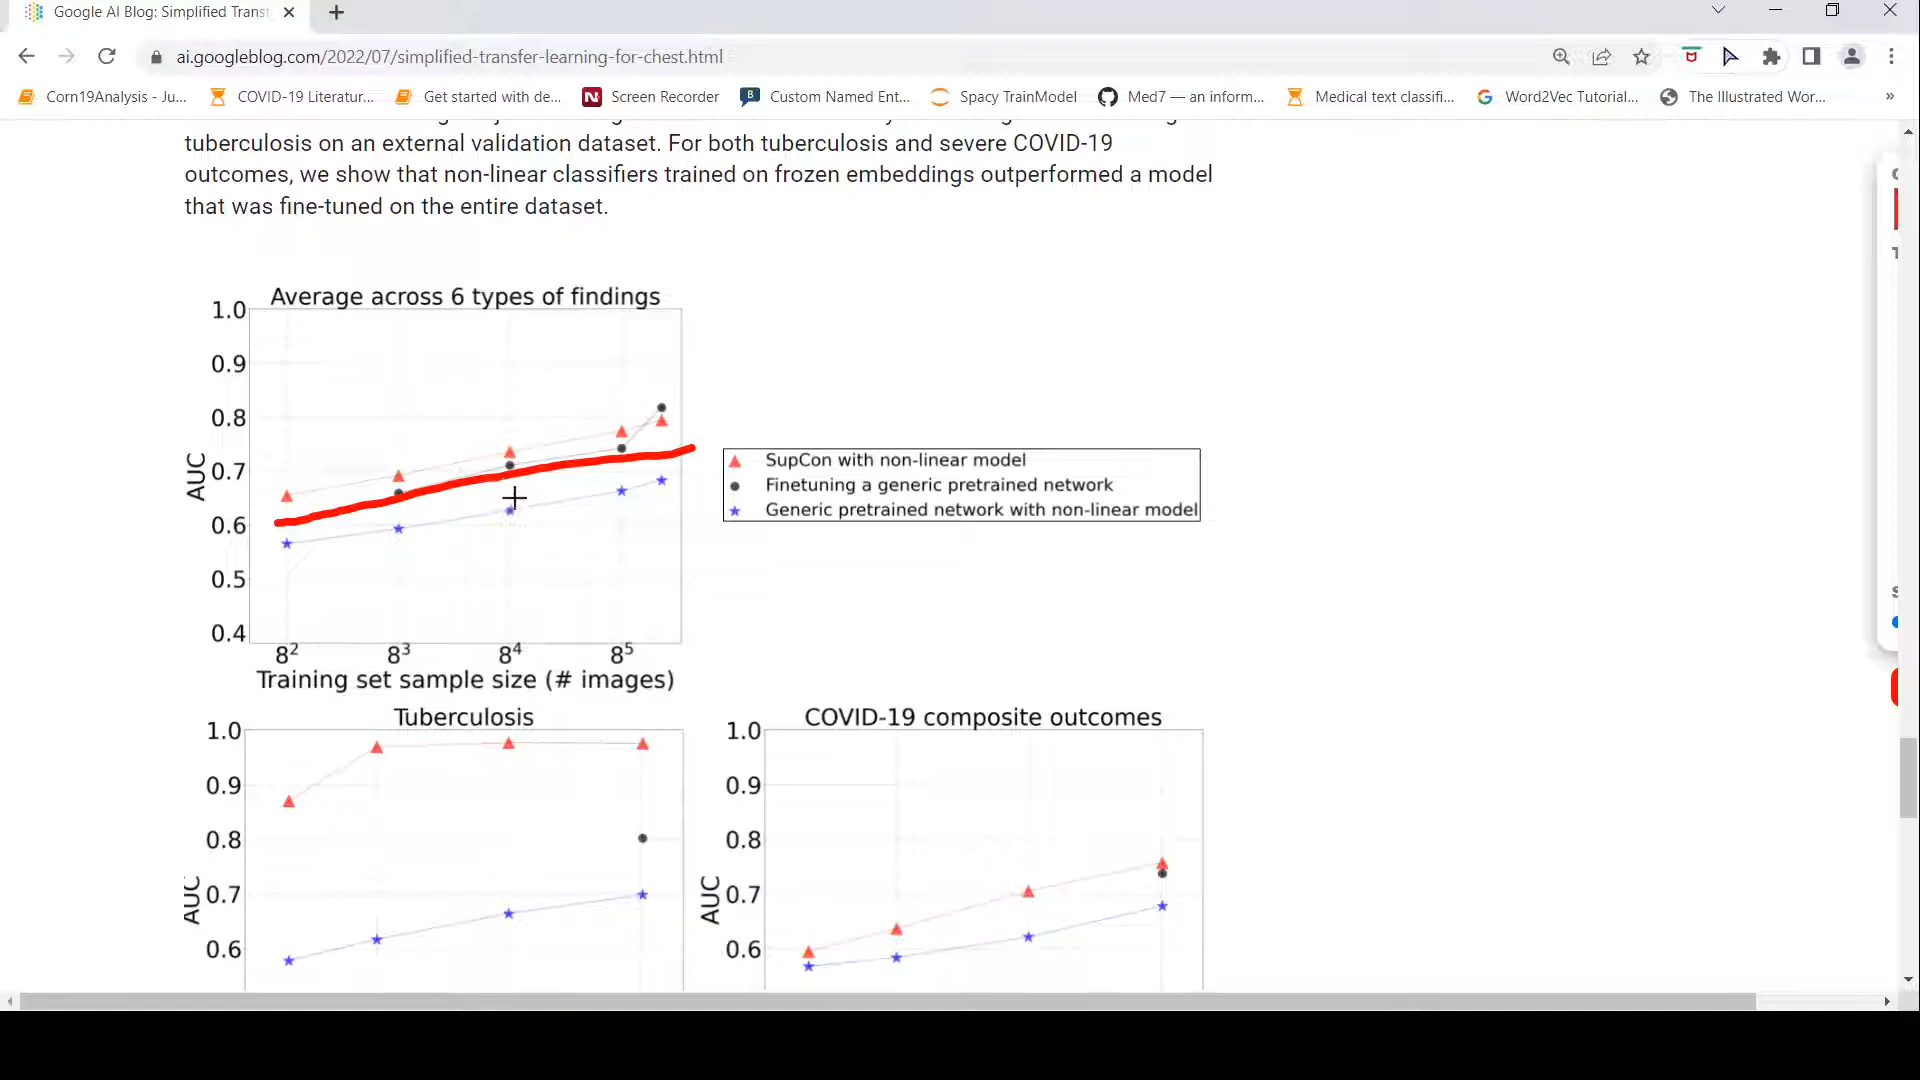 Google AI Blog: Simplified Trans
ai.googleblog.com/2022/07/simplified-transfer-learning-for-chest.html
Corn19Analysis - Ju... COVID-19 Literatur... Get started with de... Screen Recorder Custom Named Ent... Spacy TrainModel Med7 — an inform... Medical text classifi... Word2Vec Tutorial... The Illustrated Wor... »
tuberculosis on an external validation dataset. For both tuberculosis and severe COVID-19
outcomes, we show that non-linear classifiers trained on frozen embeddings outperformed a model
that was fine-tuned on the entire dataset.
Average across 6 types of findings
1.0
0.9
0.8
0.7
0.6
0.5
0.4
AUC
8² 8³ 8⁴ 8⁵
Training set sample size (# images)
SupCon with non-linear model
Finetuning a generic pretrained network
Generic pretrained network with non-linear model
Tuberculosis
1.0
0.9
0.8
0.7
0.6
AUC
COVID-19 composite outcomes
1.0
0.9
0.8
0.7
0.6
AUC